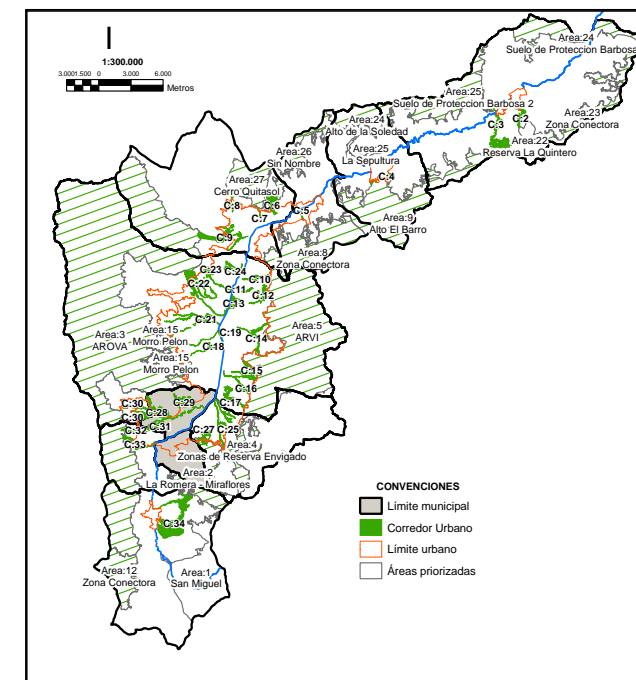 1:300.000
3.000 1.500 0 3.000 6.000
Metros
Area:24
Suelo de Proteccion Barbosa
Area:25
Suelo de Proteccion Barbosa 2
C:3
C:2
Area:23
Zona Conectora
Area:22
Reserva La Quintero
Area:24
Alto de la Soledad
Area:25
La Sepultura
C:4
Area:26
Sin Nombre
Area:27
Cerro Quitasol
C:8
C:6
C:7
C:5
Area:9
Alto El Barro
C:9
Area:8
Zona Conectora
C:23
C:24
C:22
C:10
C:11
C:12
C:13
C:21
Area:3
AROVA
Area:15
Morro Pelon
C:19
C:14
Area:5
ARVI
C:18
Area:15
Morro Pelon
C:15
C:16
C:30
C:29
C:17
C:28
C:30
C:31
C:32
C:27
C:25
C:33
Area:4
Zonas de Reserva Envigado
Area:2
La Romera - Miraflores
C:34
Area:12
Zona Conectora
Area:1
San Miguel
CONVENCIONES
Límite municipal
Corredor Urbano
Límite urbano
Áreas priorizadas